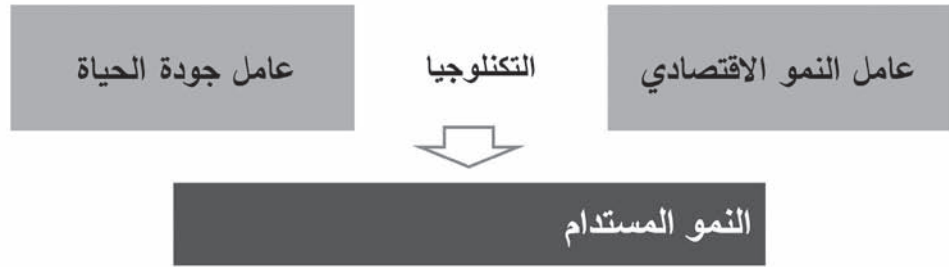 عامل النمو الاقتصادي
التكنلوجيا
عامل جودة الحياة
النمو المستدام